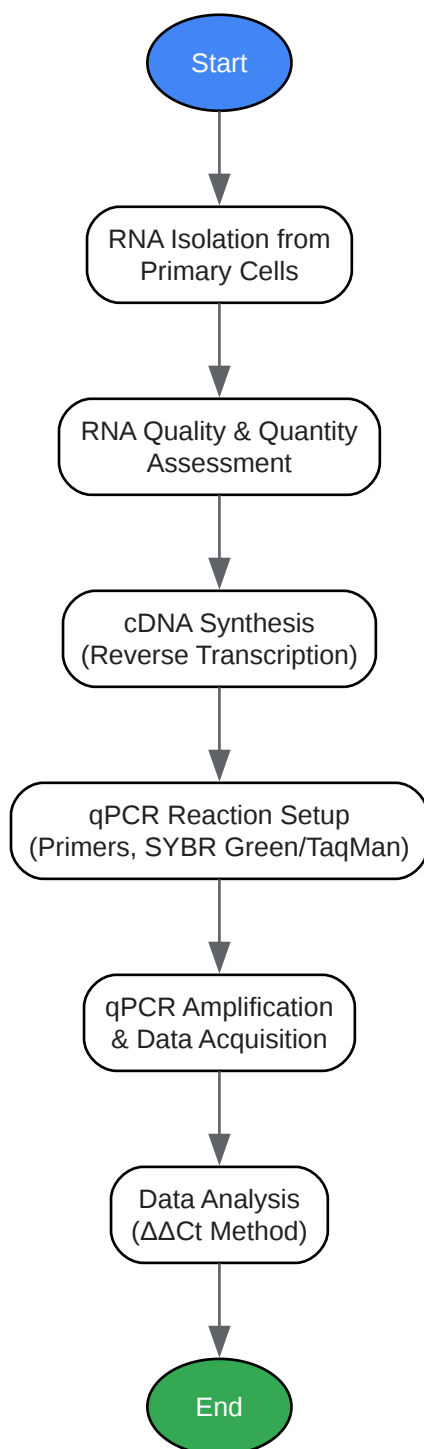 Start
RNA Isolation from
Primary Cells
RNA Quality & Quantity
Assessment
cDNA Synthesis
(Reverse Transcription)
qPCR Reaction Setup
(Primers, SYBR Green/TaqMan)
qPCR Amplification
& Data Acquisition
Data Analysis
(ΔΔCt Method)
End